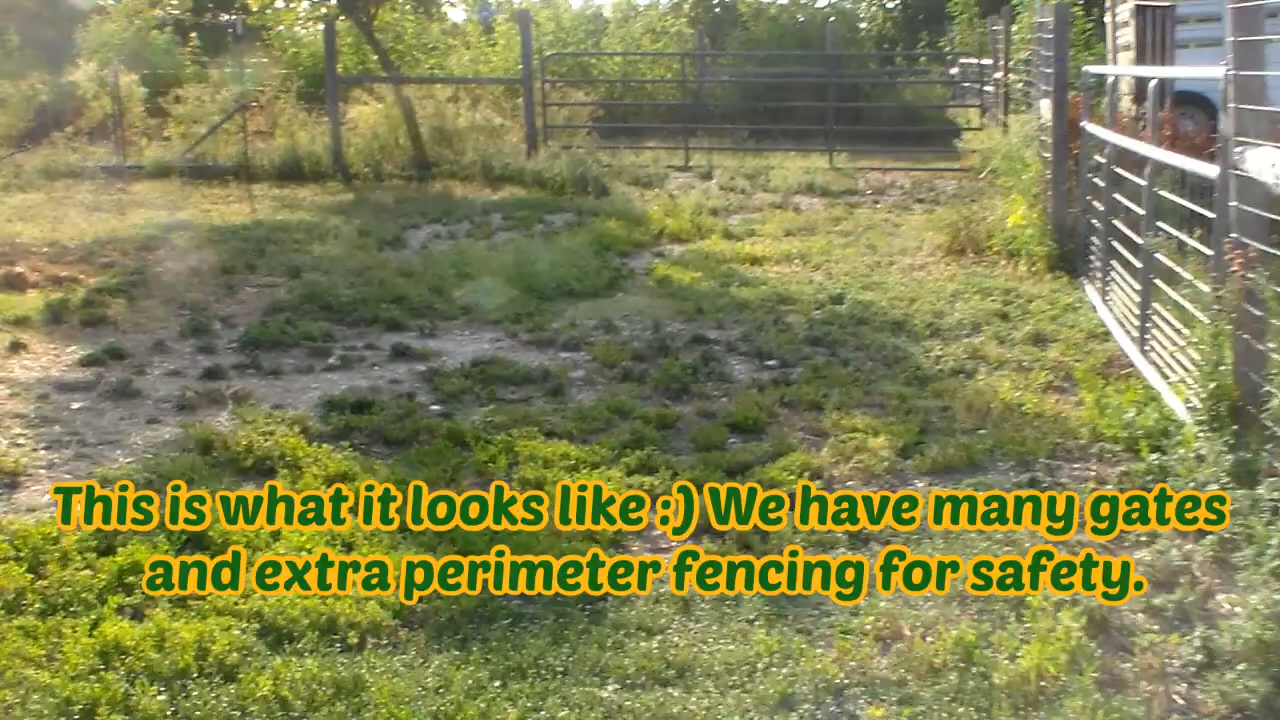 This is what it looks like :) We have many gates
and extra perimeter fencing for safety.